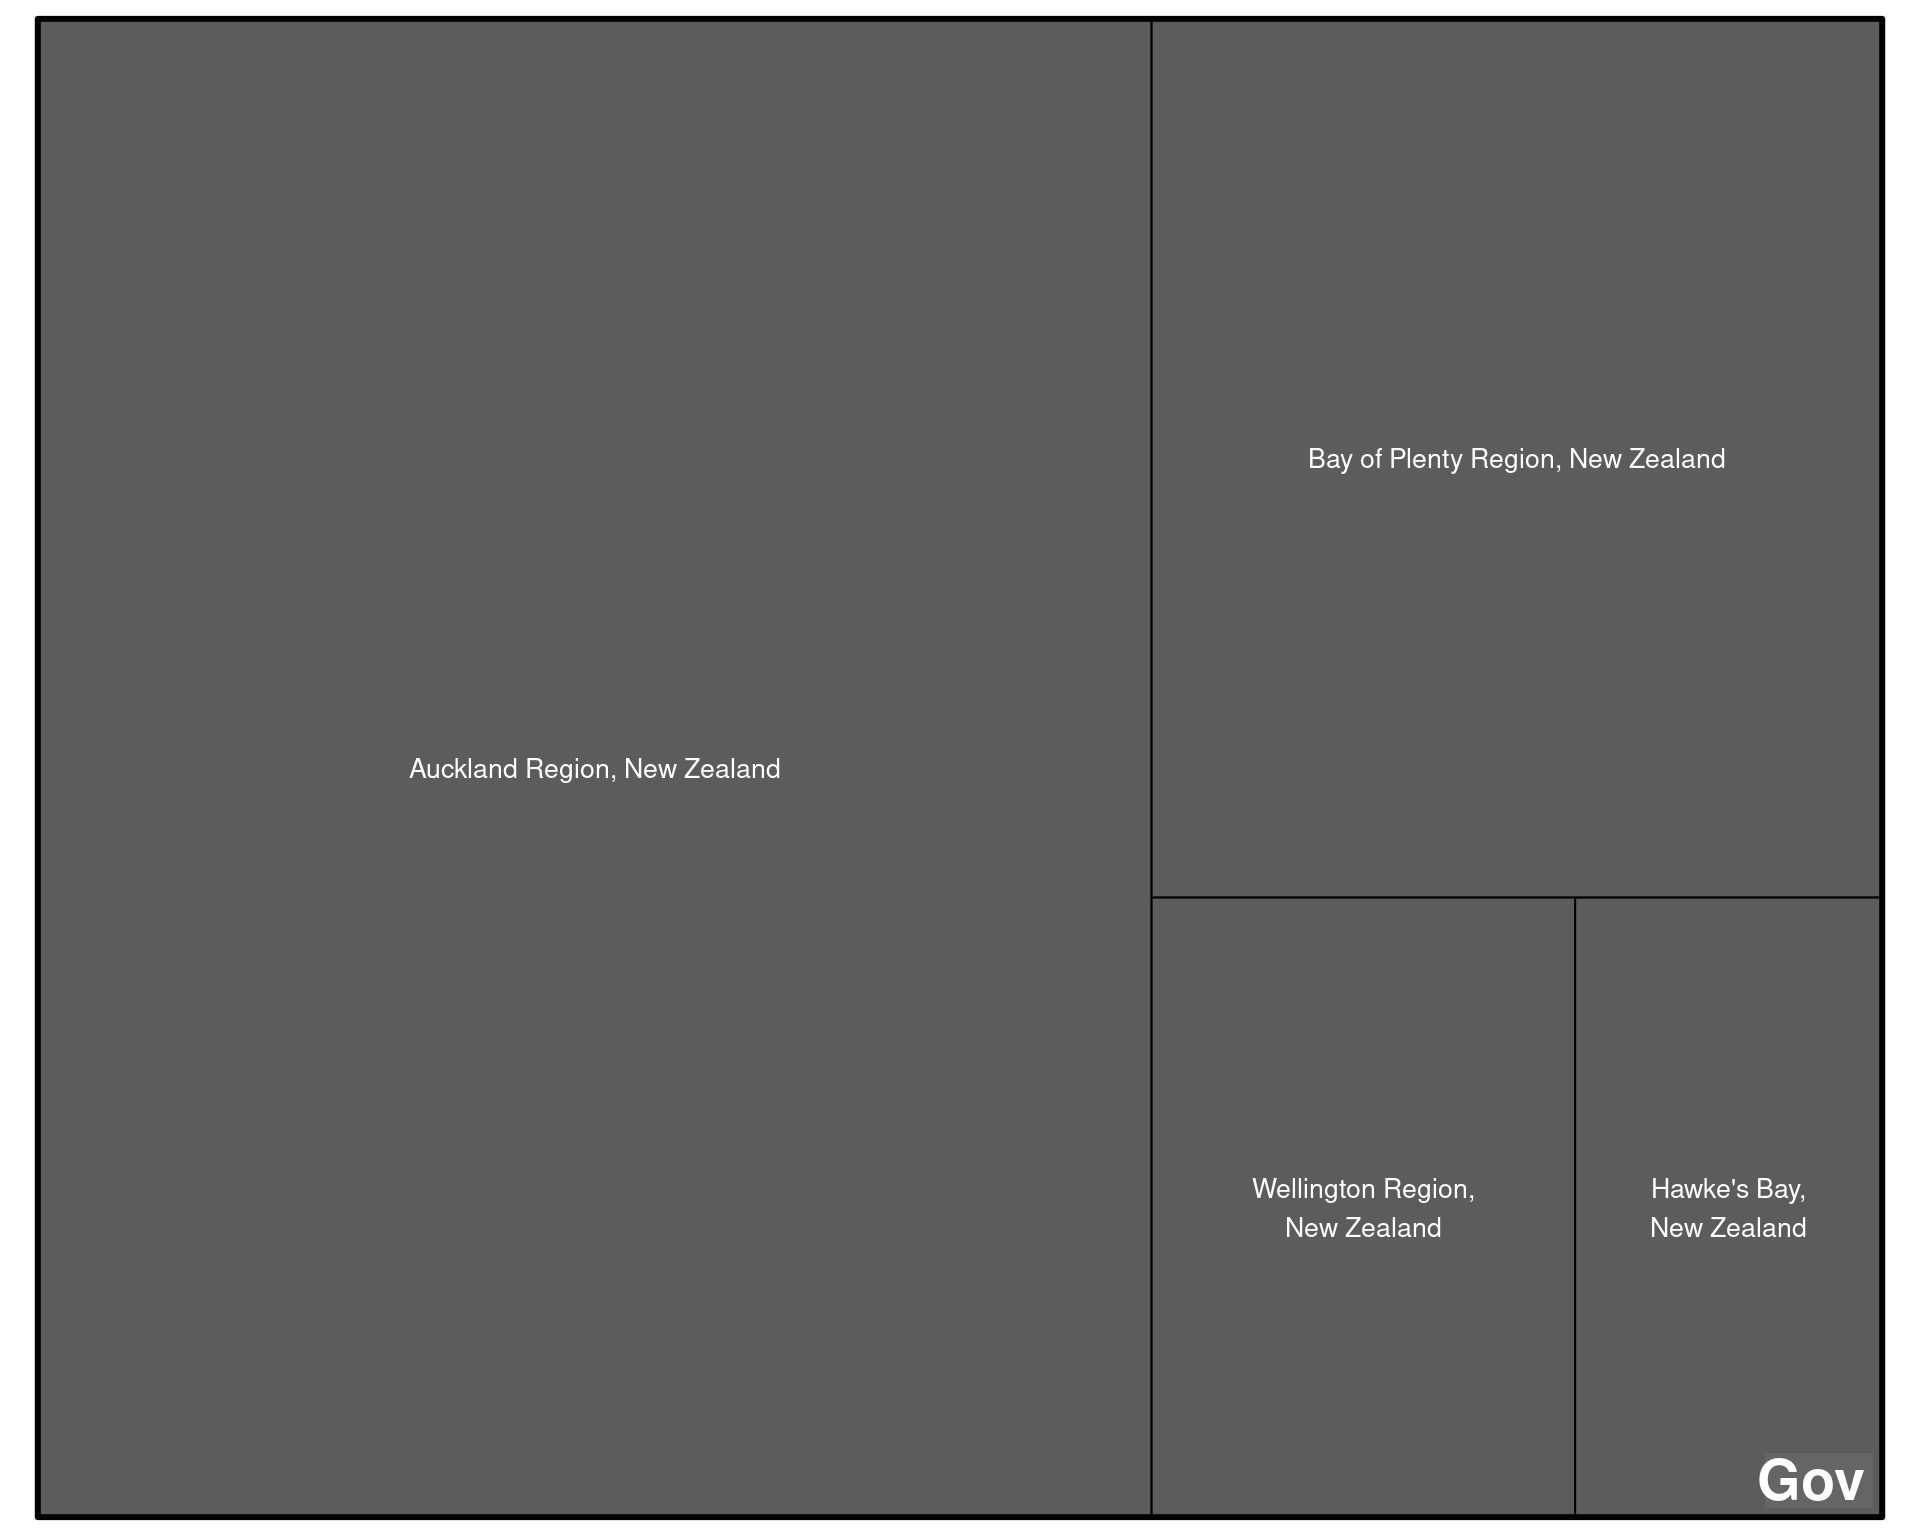 Auckland Region, New Zealand
Bay of Plenty Region, New Zealand
Wellington Region,
New Zealand
Hawke's Bay,
New Zealand
Gov